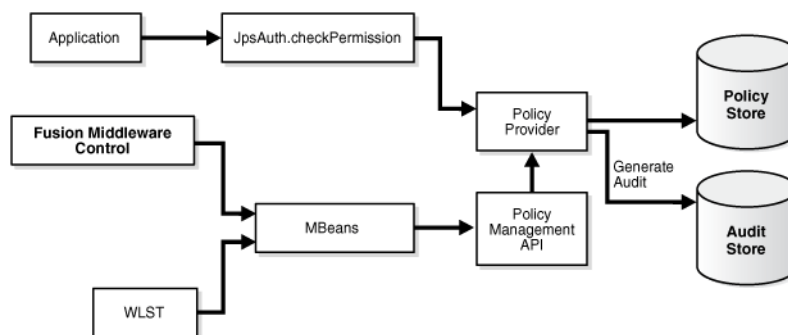 Application
JpsAuth.checkPermission
Policy
Store
Policy
Provider
Fusion Middleware
Control
Generate
Audit
MBeans
Policy
Management
API
Audit
Store
WLST